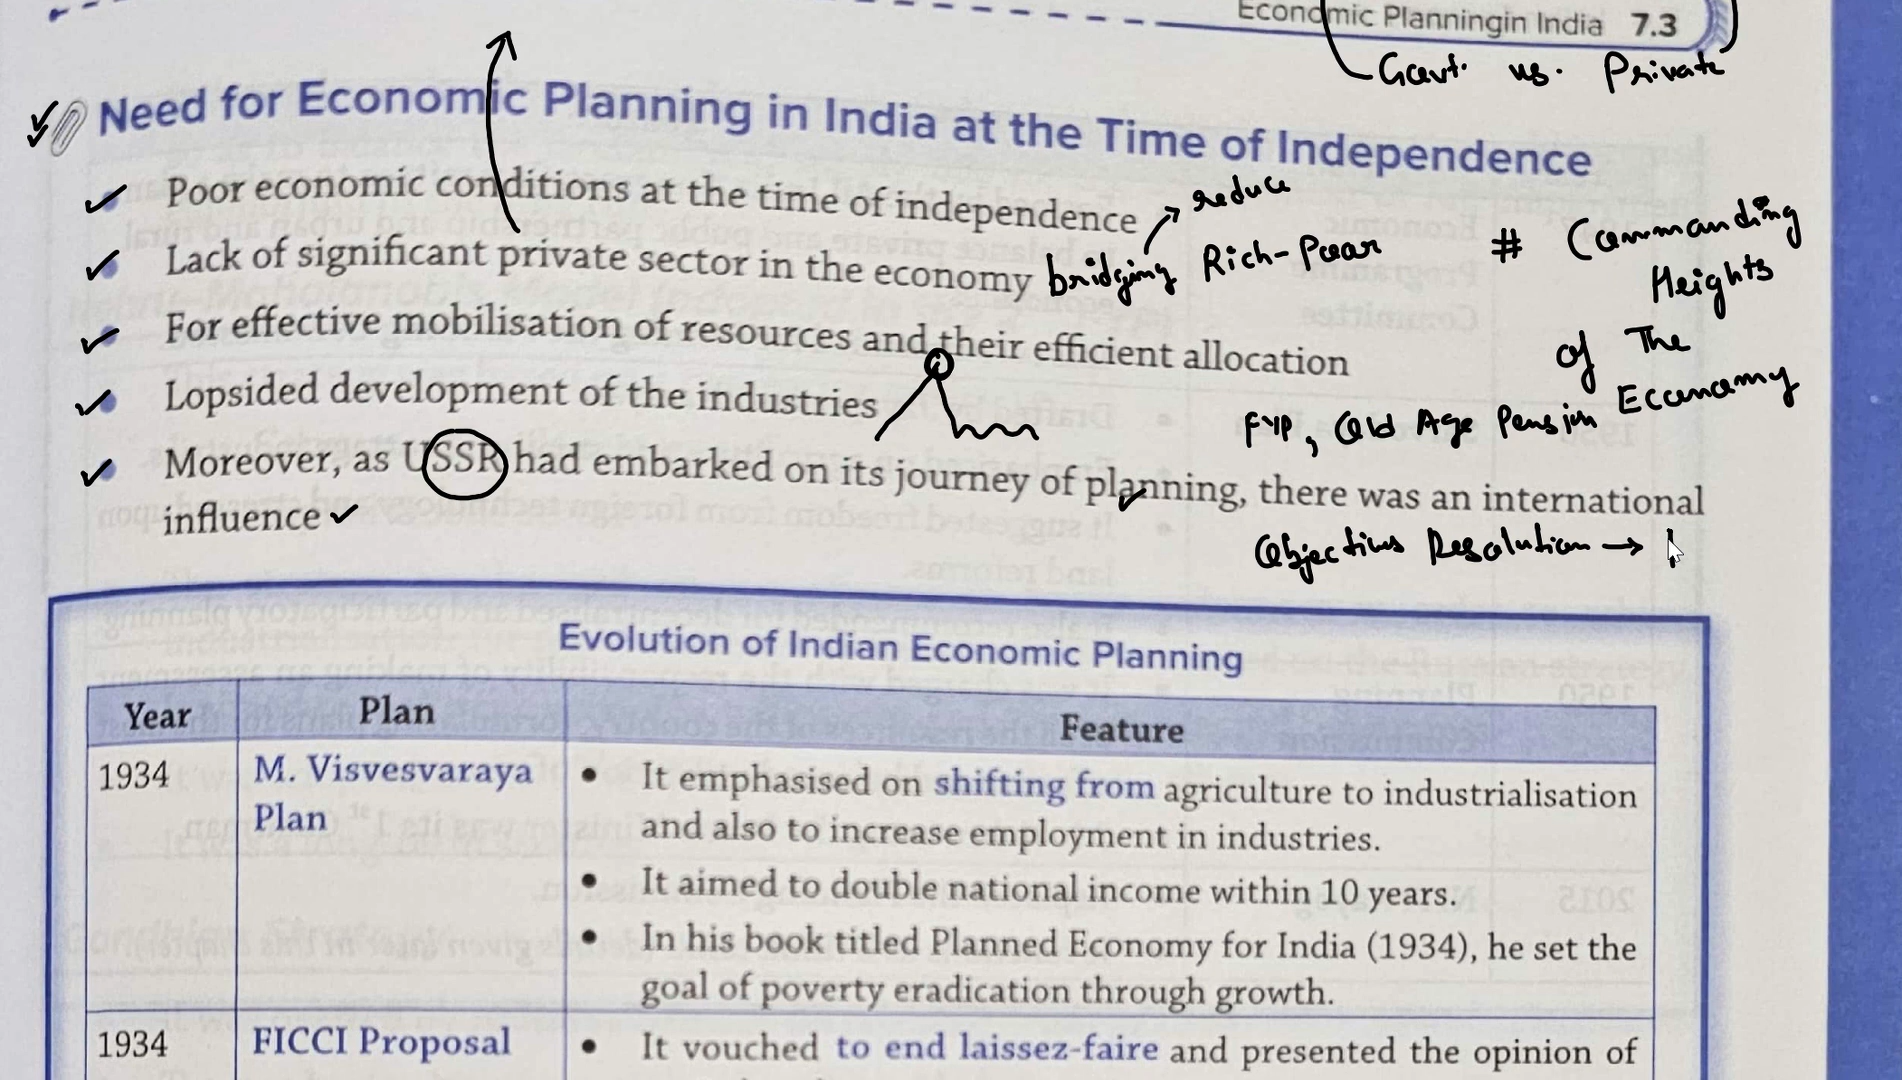 Economic Planningin India 7.3
Govt. vs. Private
Need for Economic Planning in India at the Time of Independence
Poor economic conditions at the time of independence
reduce
Lack of significant private sector in the economy bridging Rich-Poor
# Commanding
Heights
of The
Economy
For effective mobilisation of resources and their efficient allocation
Lopsided development of the industries
FYP, Old Age Pension
Moreover, as USSR had embarked on its journey of planning, there was an international
influence
Objectives Resolution →
Evolution of Indian Economic Planning
Year Plan Feature
1934 M. Visvesvaraya • It emphasised on shifting from agriculture to industrialisation
Plan and also to increase employment in industries.
• It aimed to double national income within 10 years.
• In his book titled Planned Economy for India (1934), he set the
goal of poverty eradication through growth.
1934 FICCI Proposal • It vouched to end laissez-faire and presented the opinion of